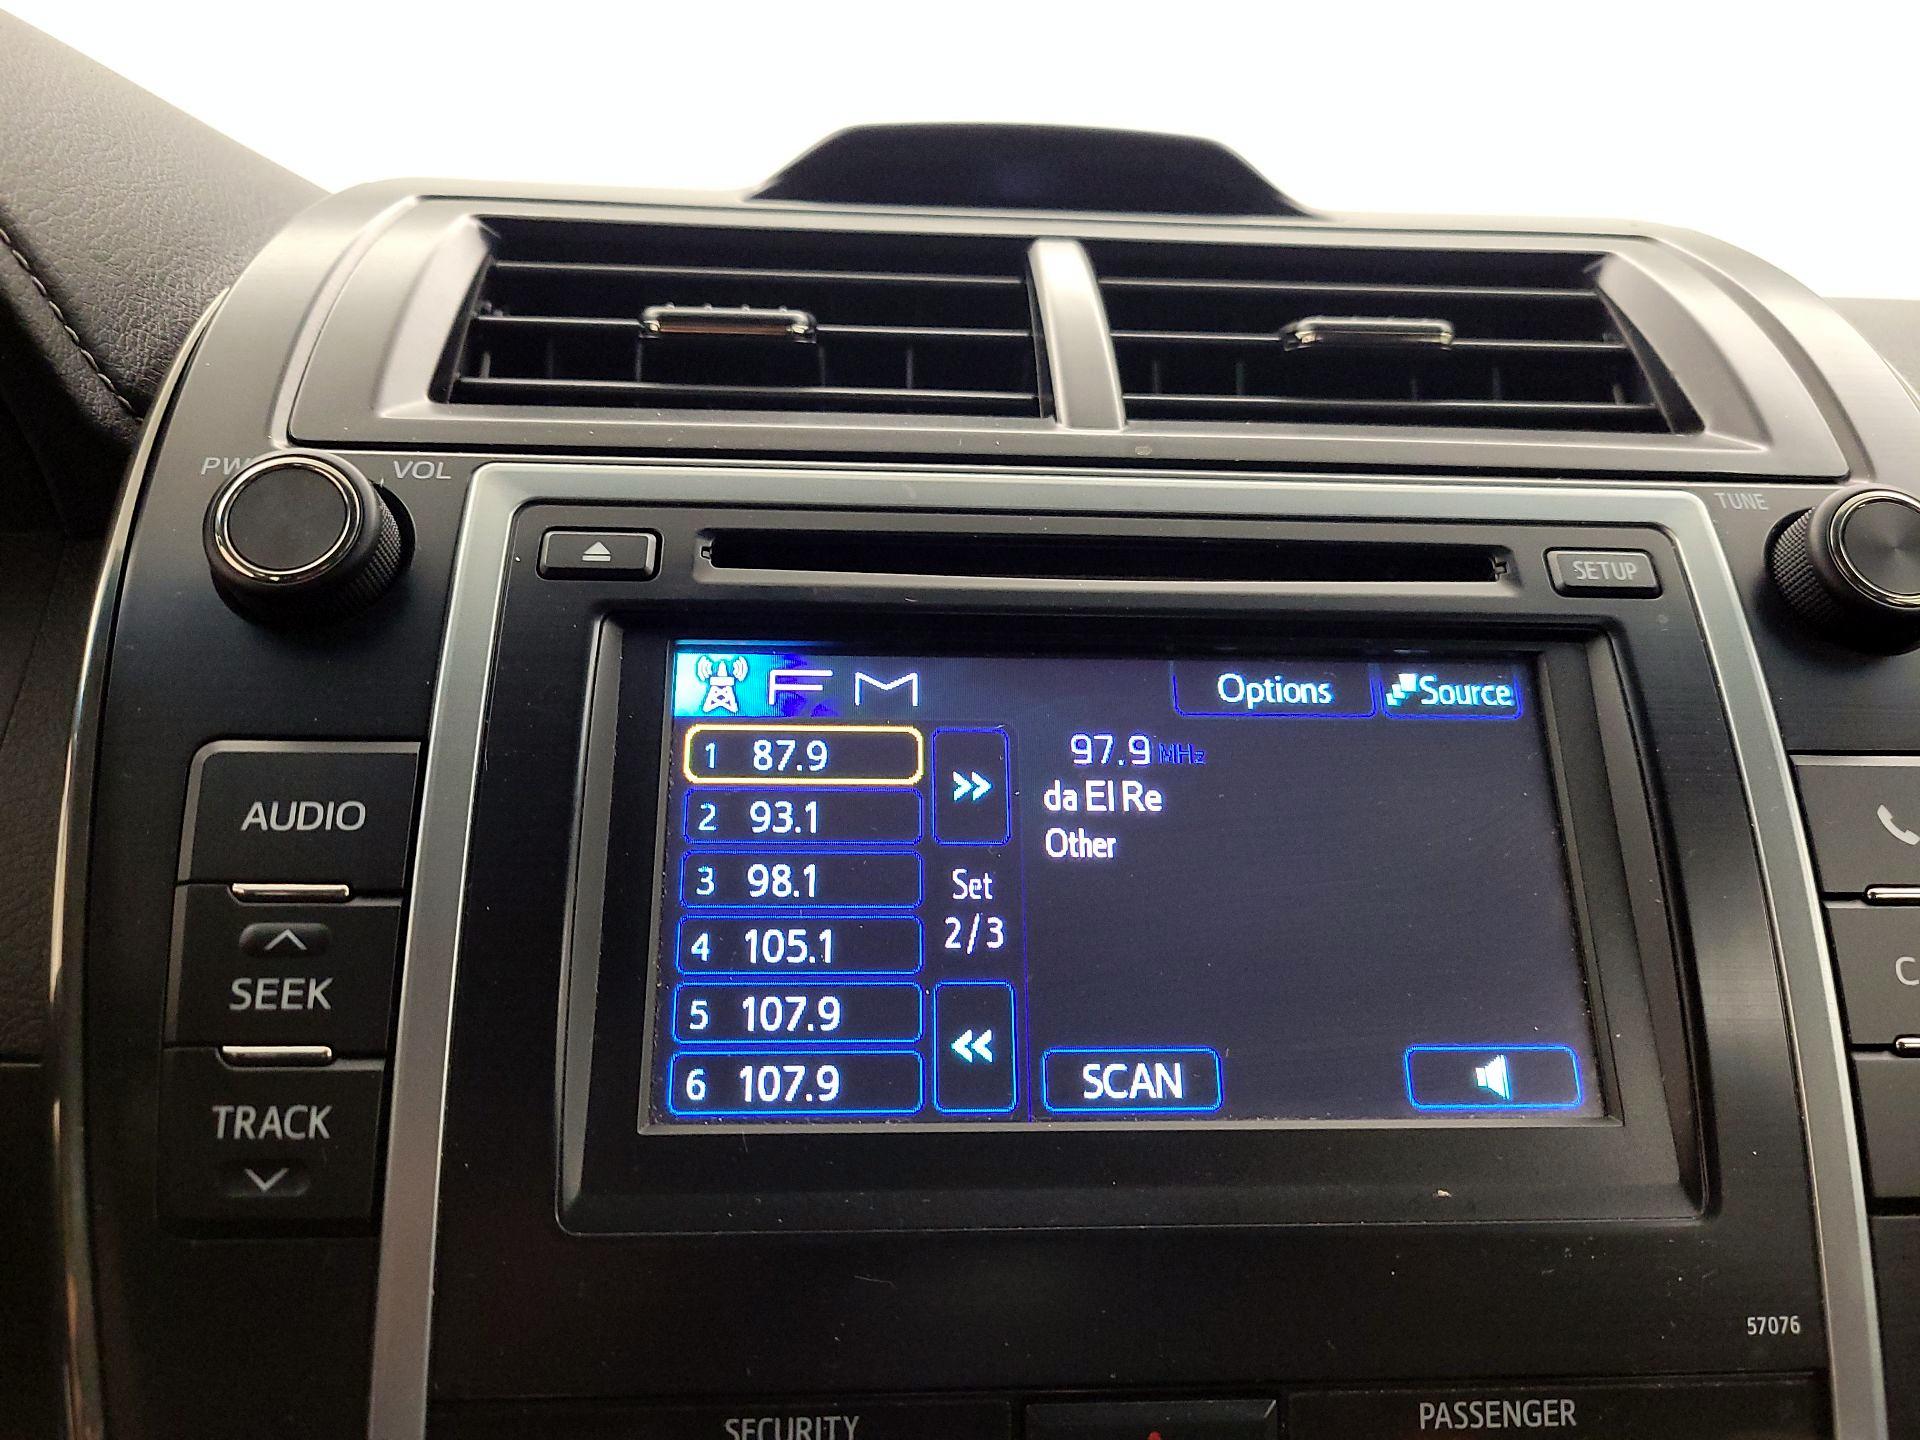 VOL
TUNE
SETUP
FM
Options
Source
1 87.9
2 93.1
3 98.1
4 105.1
5 107.9
6 107.9
Set
2/3
97.9 MHz
da El Re
Other
SCAN
AUDIO
SEEK
TRACK
57076
SECURITY
PASSENGER